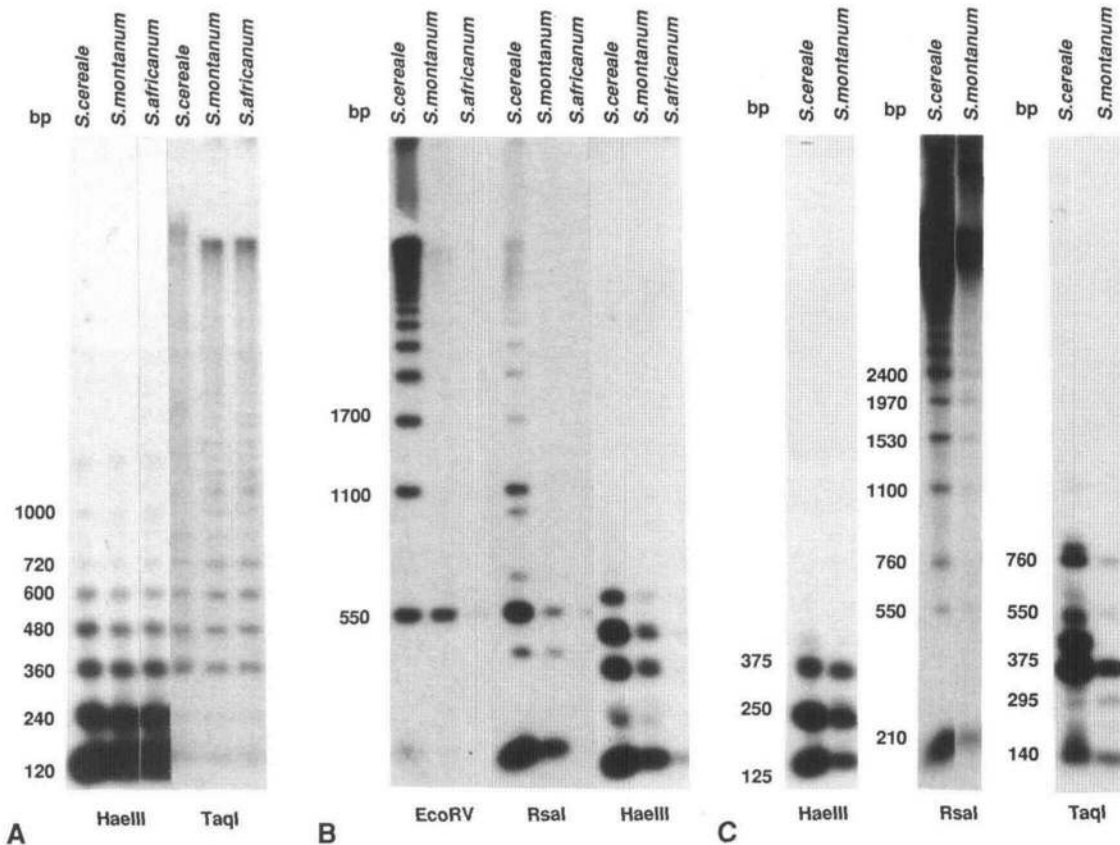 bp S.cereale S.montanum S.africanum S.cereale S.montanum S.africanum
1000
720
600
480
360
240
120
HaeIII TaqI
A
bp S.cereale S.montanum S.africanum S.cereale S.montanum S.africanum S.cereale S.montanum S.africanum
1700
1100
550
EcoRV RsaI HaeIII
B
bp S.cereale S.montanum
375
250
125
HaeIII
bp S.cereale S.montanum
2400
1970
1530
1100
760
550
210
RsaI
bp S.cereale S.montanum
760
550
375
295
140
TaqI
C